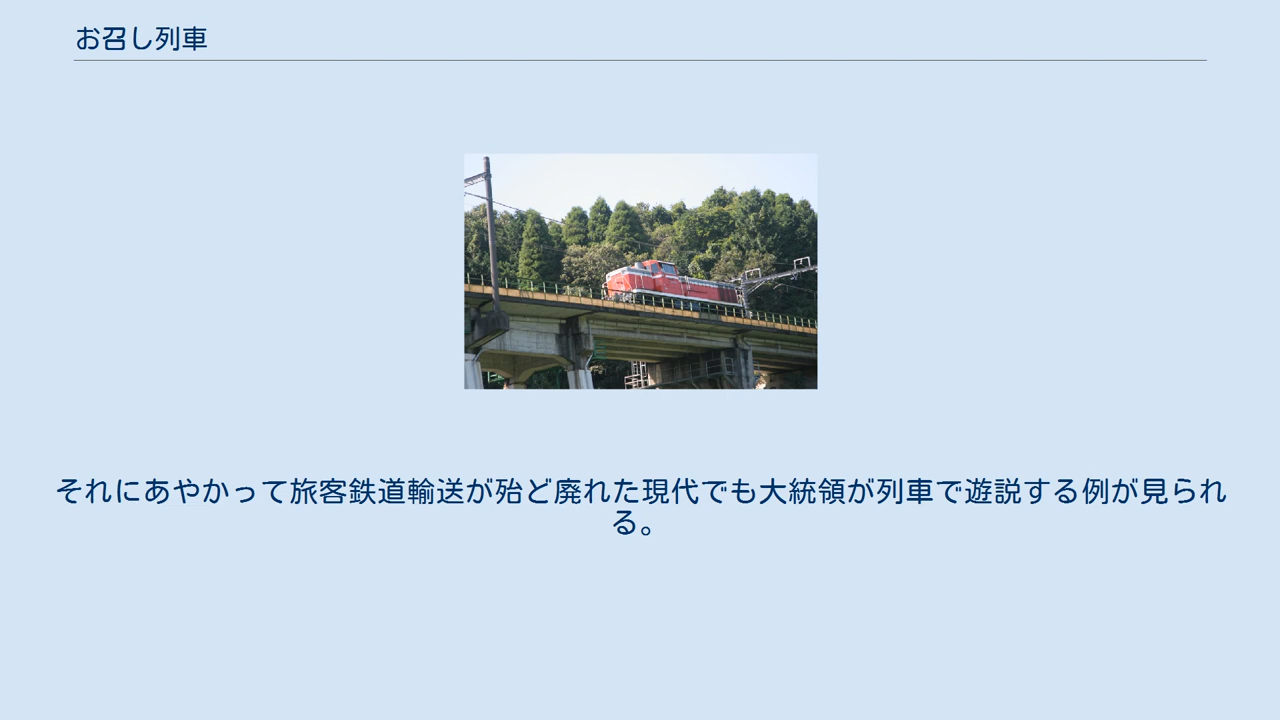 お召し列車
それにあやかって旅客鉄道輸送が殆ど廃れた現代でも大統領が列車で遊説する例が見られ
る。